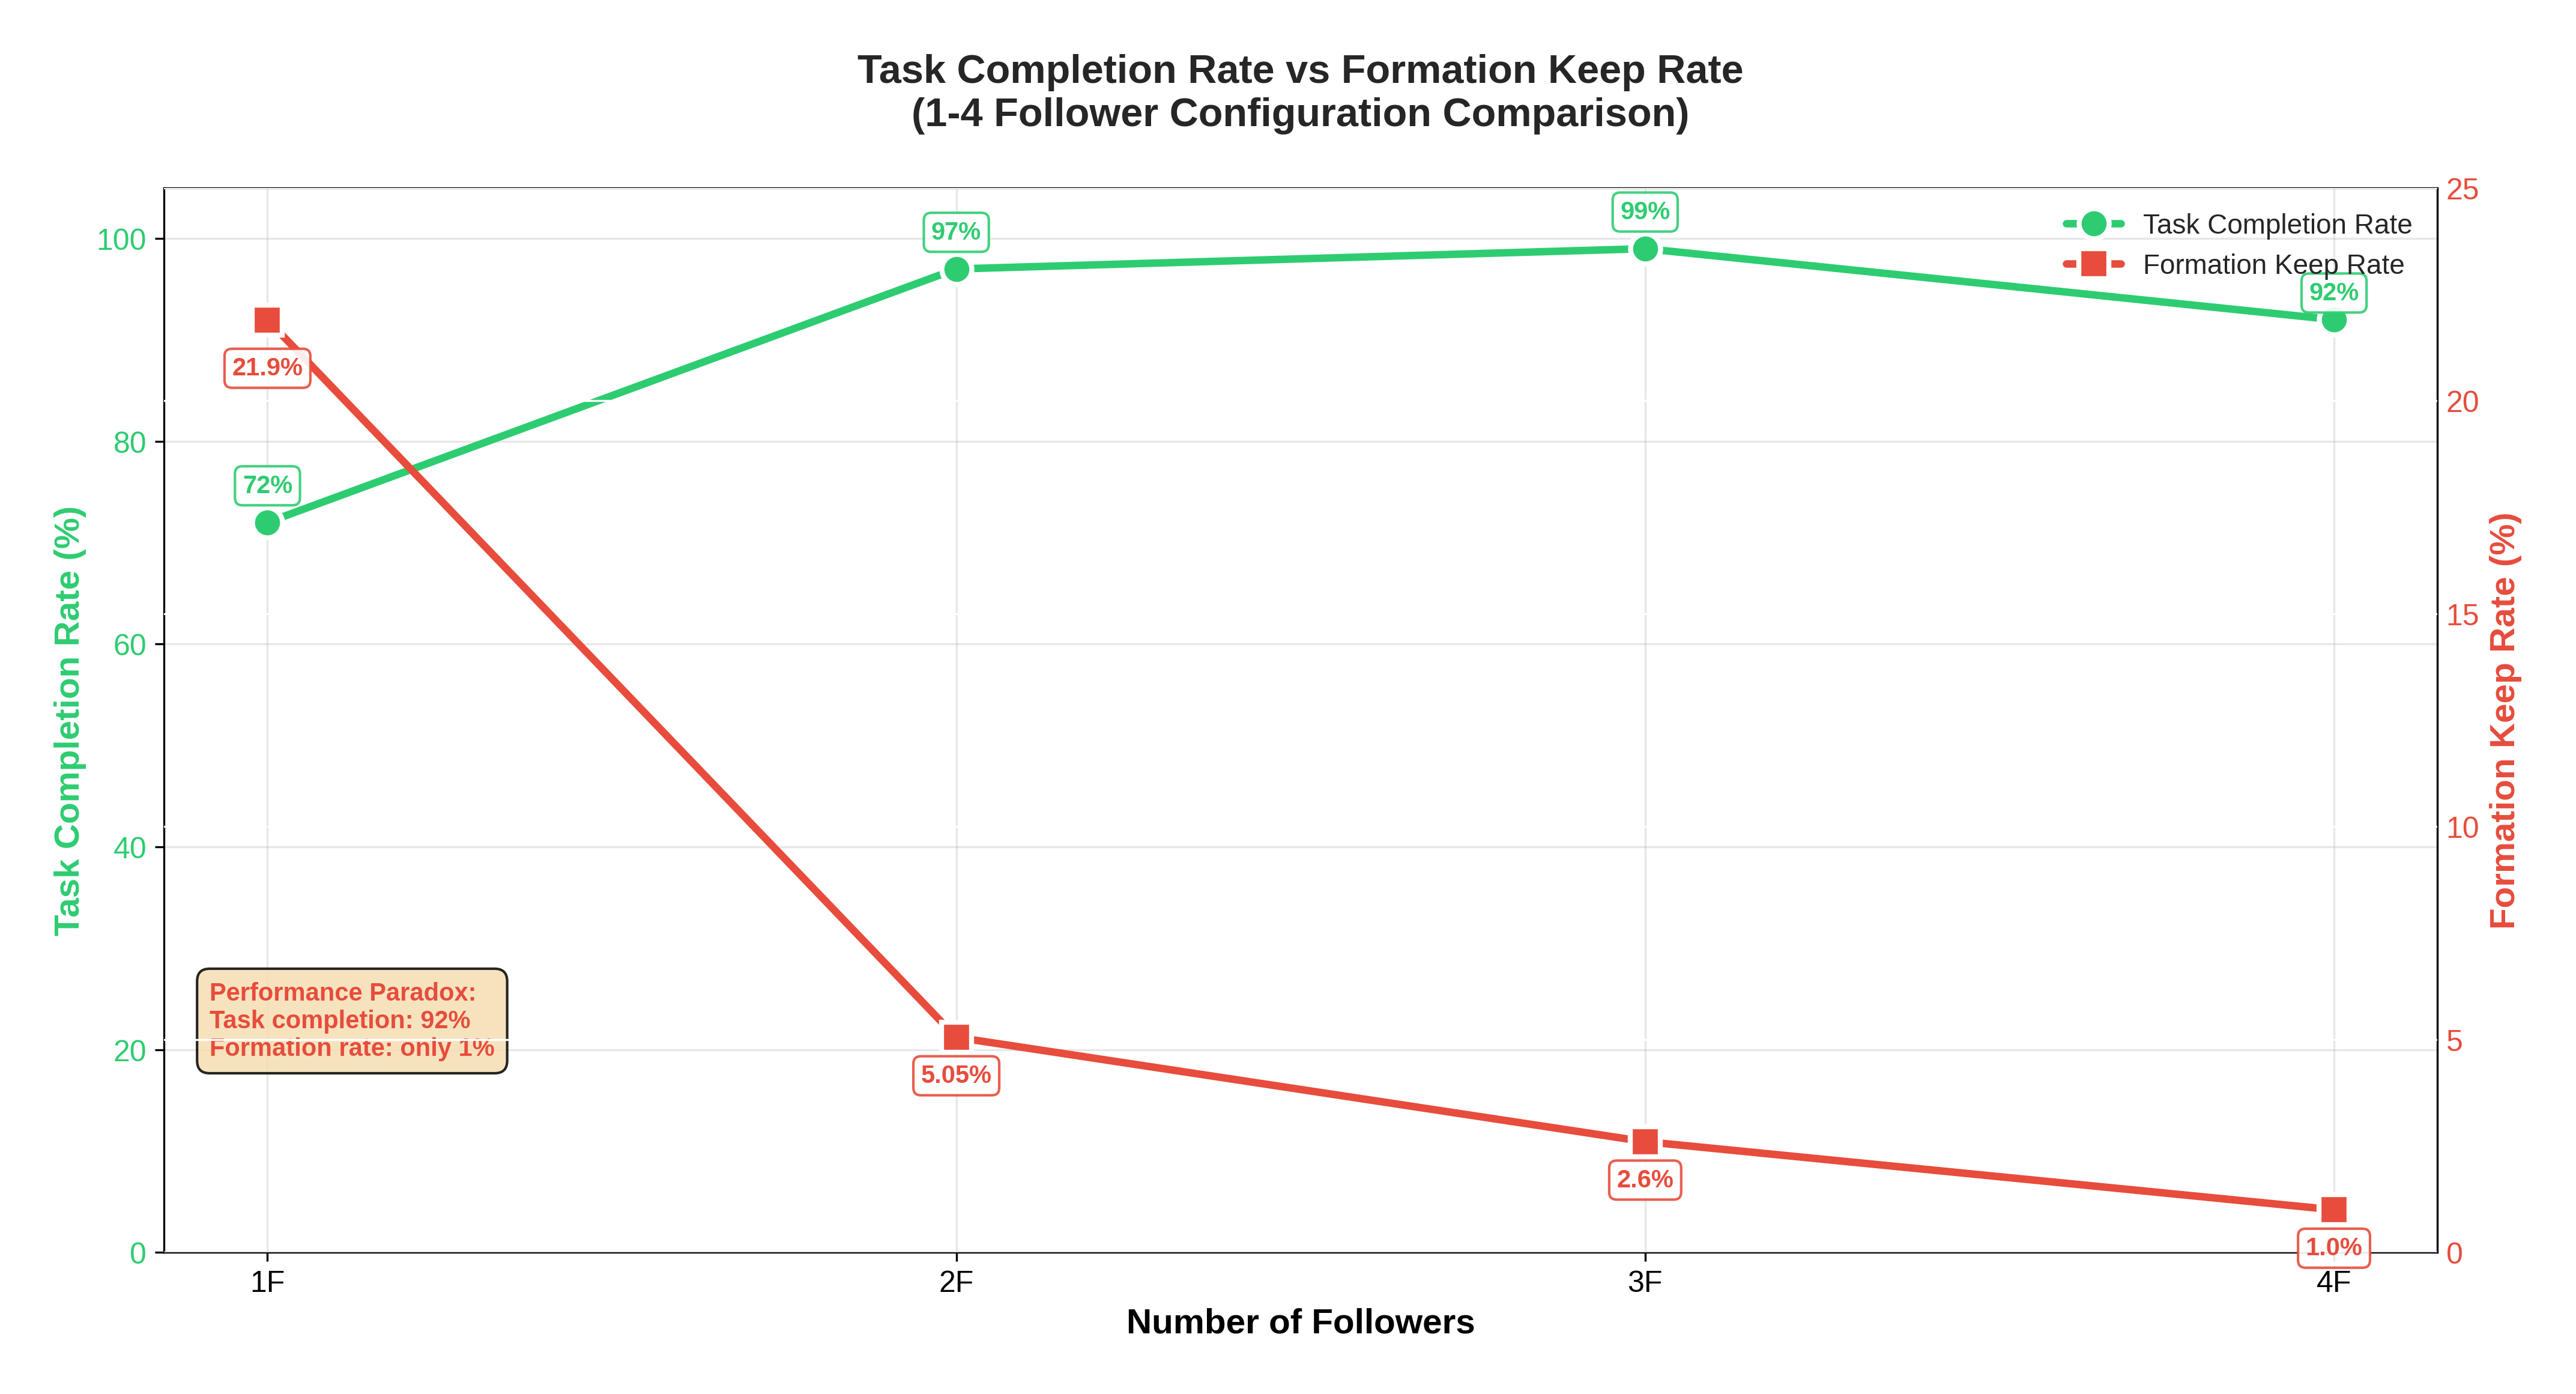 Task Completion Rate vs Formation Keep Rate
(1-4 Follower Configuration Comparison)
Task Completion Rate (%)
100
80
60
40
20
0
25
20
15
10
5
0
Formation Keep Rate (%)
Task Completion Rate
Formation Keep Rate
72%
97%
99%
92%
21.9%
5.05%
2.6%
1.0%
Performance Paradox:
Task completion: 92%
Formation rate: only 1%
1F
2F
3F
4F
Number of Followers